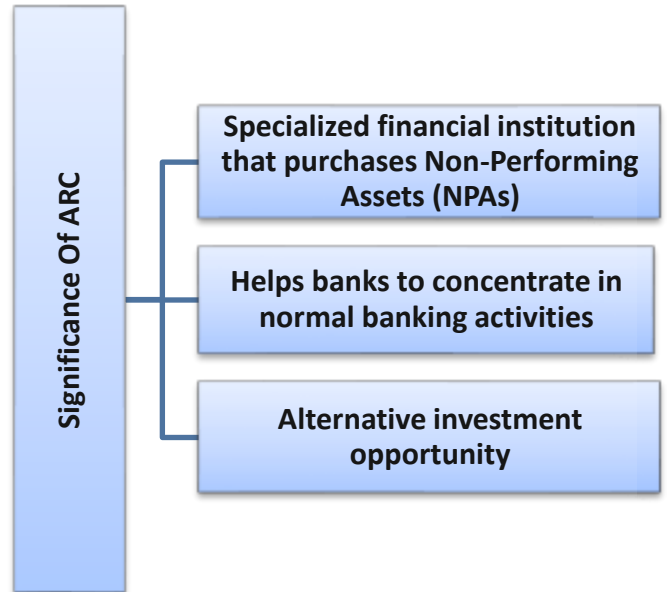 Significance Of ARC
Specialized financial institution
that purchases Non-Performing
Assets (NPAs)
Helps banks to concentrate in
normal banking activities
Alternative investment
opportunity